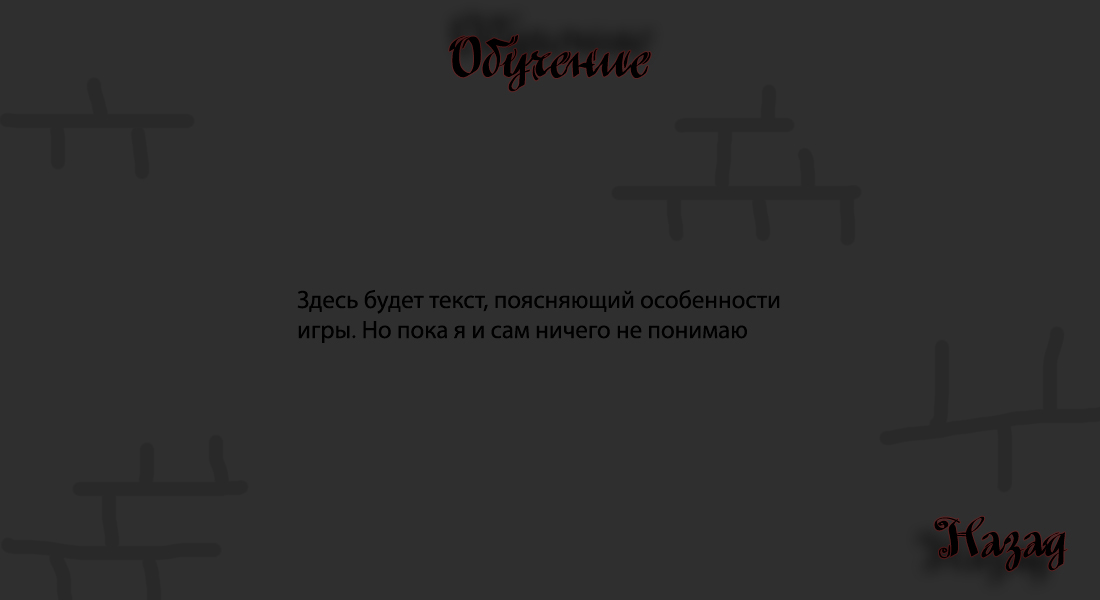 Обучение
Здесь будет текст, поясняющий особенности
игры. Но пока я и сам ничего не понимаю
Назад